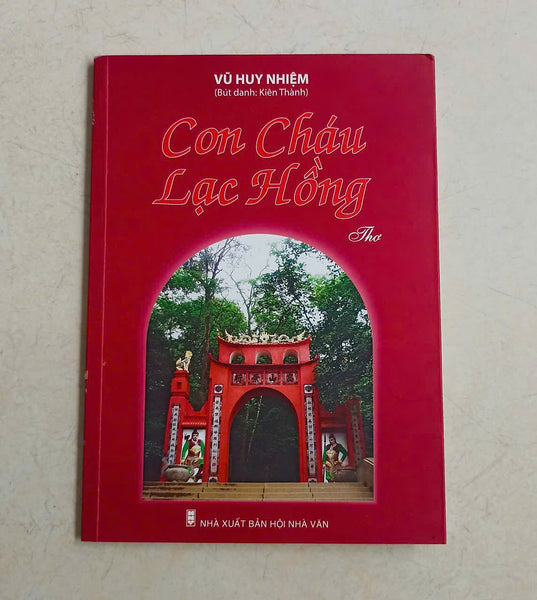 VŨ HUY NHIỆM
(Bút danh: Kiên Thành)
Con Cháu
Lạc Hồng
Thơ
NHÀ XUẤT BẢN HỘI NHÀ VĂN